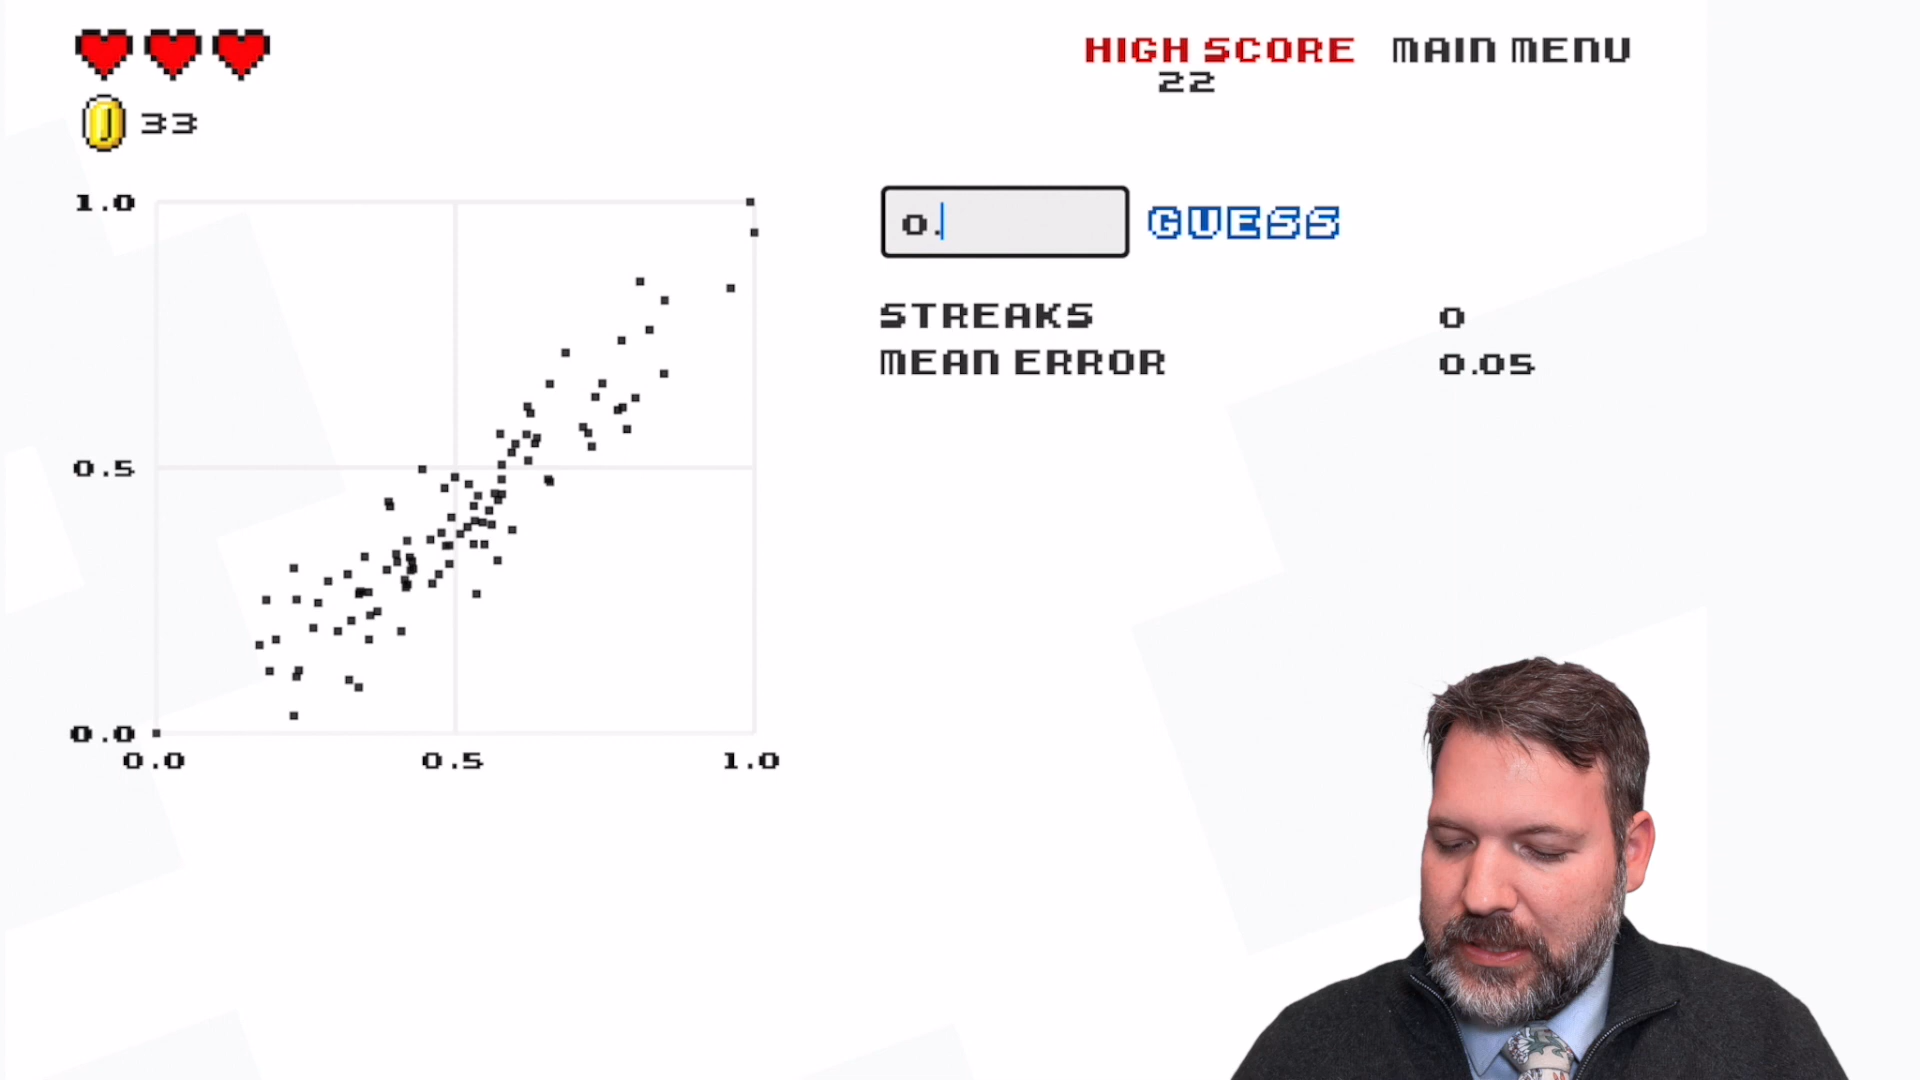 HIGH SCORE MAIN MENU
22
33
1.0
0.5
0.0
0.0 0.5 1.0
0. GUESS
STREAKS 0
MEAN ERROR 0.05